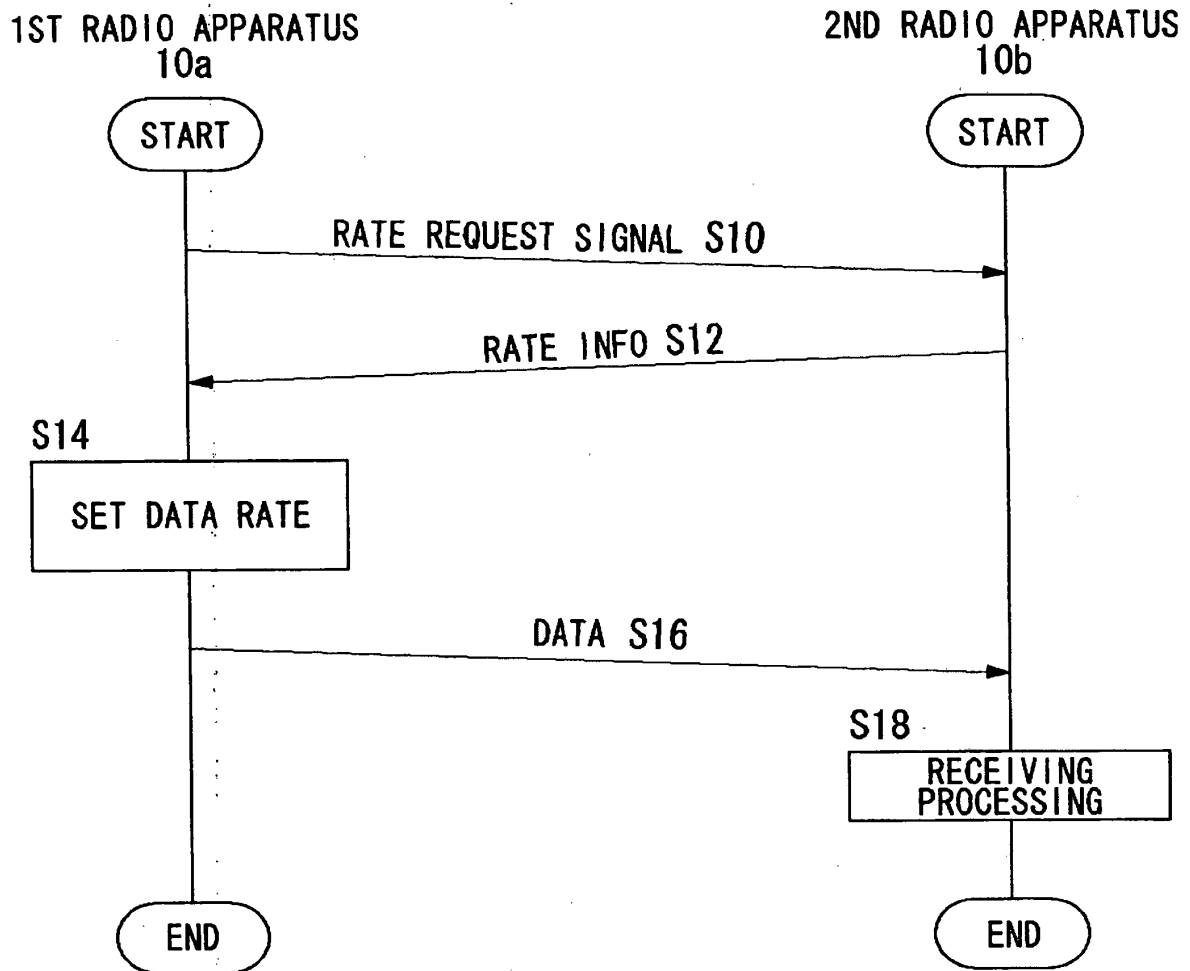 1ST RADIO APPARATUS
10a
2ND RADIO APPARATUS
10b
START
START
RATE REQUEST SIGNAL S10
RATE INFO S12
S14
SET DATA RATE
DATA S16
S18
RECEIVING
PROCESSING
END
END